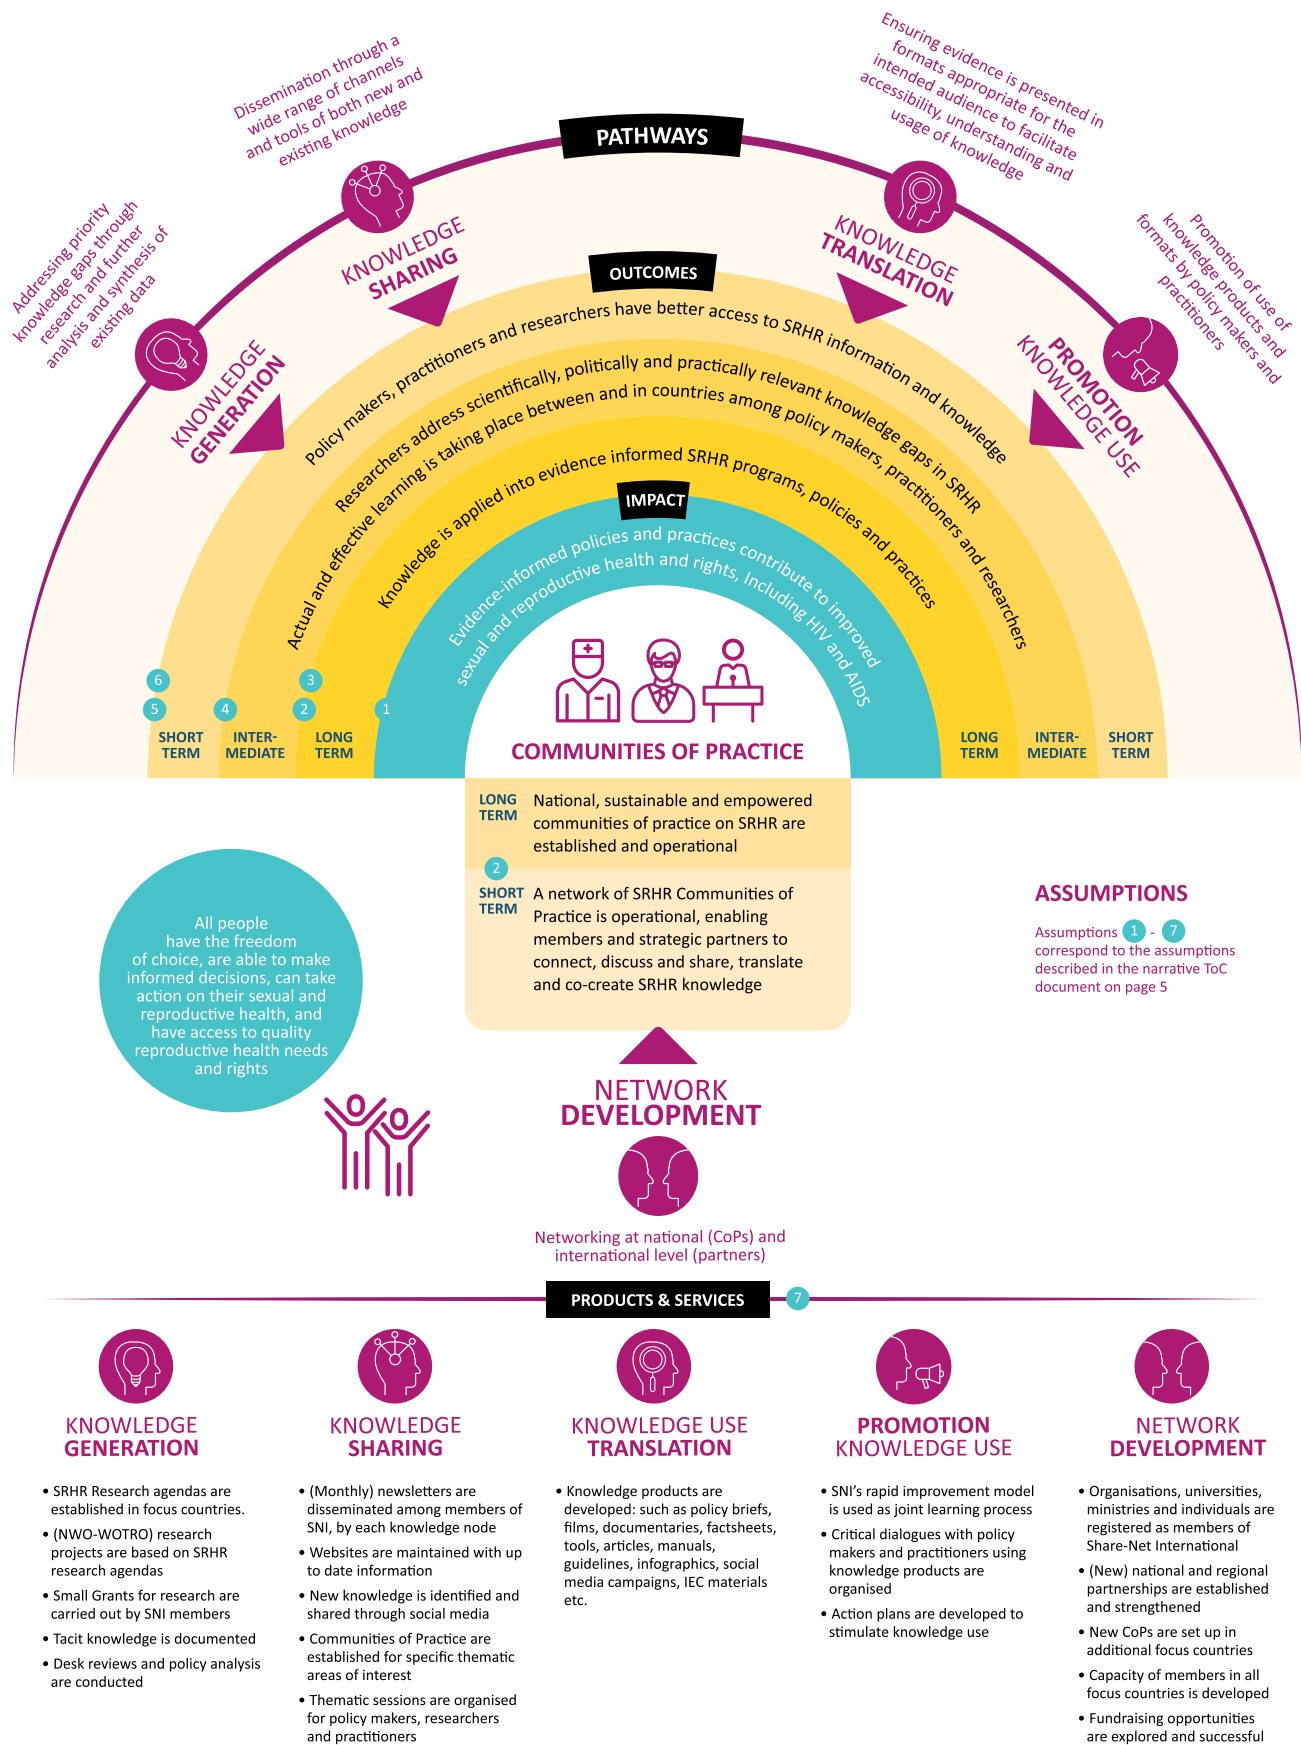 Dissemination through a
wide range of channels
and tools of both new and
existing knowledge
Ensuring evidence is presented in
formats appropriate for the
intended audience to facilitate
accessibility, understanding and
usage of knowledge
PATHWAYS
Addressing priority
knowledge gaps through
research and further
analysis and synthesis of
existing data
Promotion of use of
knowledge products and
formats by policy makers and
practitioners
KNOWLEDGE
SHARING
KNOWLEDGE
TRANSLATION
KNOWLEDGE
GENERATION
PROMOTION
KNOWLEDGE USE
OUTCOMES
Policy makers, practitioners and researchers have better access to SRHR information and knowledge
Researchers address scientifically, politically and practically relevant knowledge gaps in SRHR
Actual and effective learning is taking place between and in countries among policy makers, practitioners and researchers
Knowledge is applied into evidence informed SRHR programs, policies and practices
IMPACT
Evidence-informed policies and practices contribute to improved
sexual and reproductive health and rights, Including HIV and AIDS
6
3
5
4
2
1
SHORT
TERM
INTER-
MEDIATE
LONG
TERM
COMMUNITIES OF PRACTICE
LONG
TERM
INTER-
MEDIATE
SHORT
TERM
LONG
TERM
National, sustainable and empowered
communities of practice on SRHR are
established and operational
2
SHORT
TERM
A network of SRHR Communities of
Practice is operational, enabling
members and strategic partners to
connect, discuss and share, translate
and co-create SRHR knowledge
All people
have the freedom
of choice, are able to make
informed decisions, can take
action on their sexual and
reproductive health, and
have access to quality
reproductive health needs
and rights
ASSUMPTIONS
Assumptions 1 - 7
correspond to the assumptions
described in the narrative ToC
document on page 5
NETWORK
DEVELOPMENT
Networking at national (CoPs) and
international level (partners)
PRODUCTS & SERVICES 7
KNOWLEDGE
GENERATION
• SRHR Research agendas are
established in focus countries.
• (NWO-WOTRO) research
projects are based on SRHR
research agendas
• Small Grants for research are
carried out by SNI members
• Tacit knowledge is documented
• Desk reviews and policy analysis
are conducted
KNOWLEDGE
SHARING
• (Monthly) newsletters are
disseminated among members of
SNI, by each knowledge node
• Websites are maintained with up
to date information
• New knowledge is identified and
shared through social media
• Communities of Practice are
established for specific thematic
areas of interest
• Thematic sessions are organised
for policy makers, researchers
and practitioners
KNOWLEDGE USE
TRANSLATION
• Knowledge products are
developed: such as policy briefs,
films, documentaries, factsheets,
tools, articles, manuals,
guidelines, infographics, social
media campaigns, IEC materials
etc.
PROMOTION
KNOWLEDGE USE
• SNI's rapid improvement model
is used as joint learning process
• Critical dialogues with policy
makers and practitioners using
knowledge products are
organised
• Action plans are developed to
stimulate knowledge use
NETWORK
DEVELOPMENT
• Organisations, universities,
ministries and individuals are
registered as members of
Share-Net International
• (New) national and regional
partnerships are established
and strengthened
• New CoPs are set up in
additional focus countries
• Capacity of members in all
focus countries is developed
• Fundraising opportunities
are explored and successful